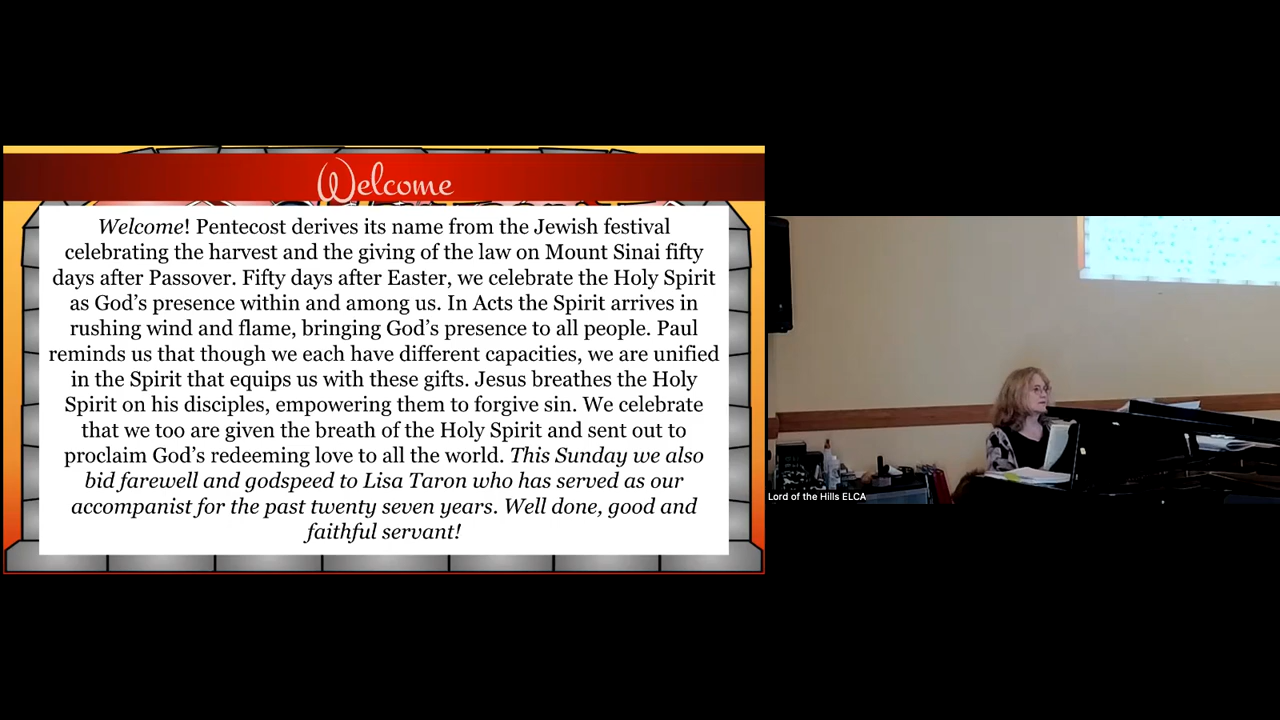 Welcome
Welcome! Pentecost derives its name from the Jewish festival
celebrating the harvest and the giving of the law on Mount Sinai fifty
days after Passover. Fifty days after Easter, we celebrate the Holy Spirit
as God’s presence within and among us. In Acts the Spirit arrives in
rushing wind and flame, bringing God’s presence to all people. Paul
reminds us that though we each have different capacities, we are unified
in the Spirit that equips us with these gifts. Jesus breathes the Holy
Spirit on his disciples, empowering them to forgive sin. We celebrate
that we too are given the breath of the Holy Spirit and sent out to
proclaim God’s redeeming love to all the world. This Sunday we also
bid farewell and godspeed to Lisa Taron who has served as our
accompanist for the past twenty seven years. Well done, good and
faithful servant!
Lord of the Hills ELCA